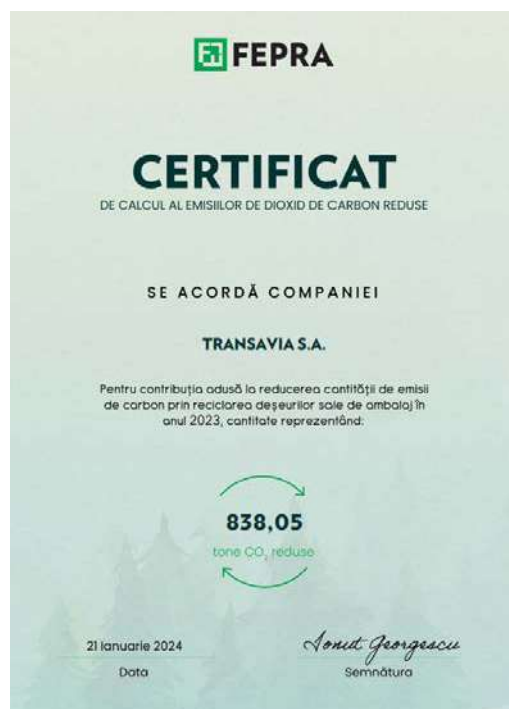 FEPRA
CERTIFICAT
DE CALCUL AL EMISIILOR DE DIOXID DE CARBON REDUSE
SE ACORDĂ COMPANIEI
TRANSAVIA S.A.
Pentru contribuția adusă la reducerea cantității de emisii
de carbon prin reciclarea deșeurilor sale de ambalaj în
anul 2023, cantitate reprezentând:
838,05
tone CO₂ reduse
21 Ianuarie 2024
Ionut Georgescu
Data
Semnătura